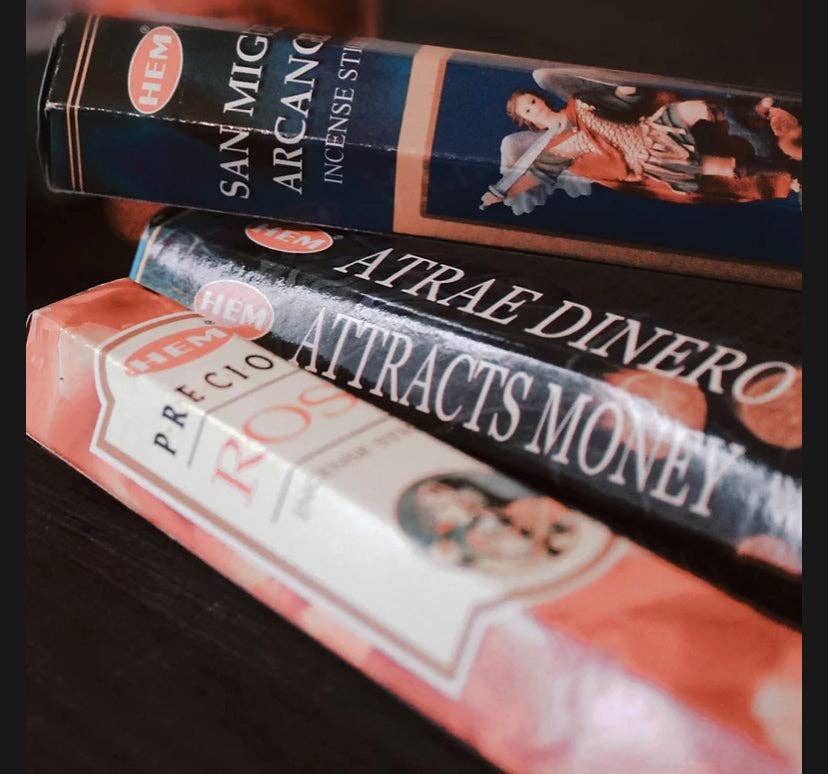 HEM
SAN MIG
ARCANG
INCENSE STI
HEM
ATRAE DINERO
HEM
ATTRACTS MONEY
HEM
PRECIO
ROS